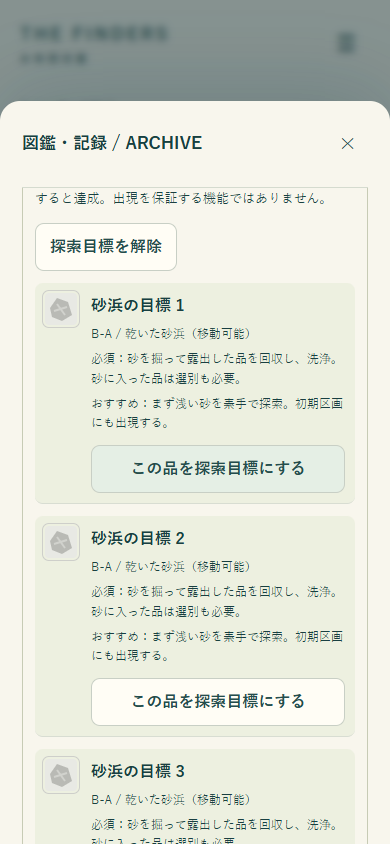 THE FINDERS
図鑑・記録 / ARCHIVE
すると達成。出現を保証する機能ではありません。
探索目標を解除
砂浜の目標 1
B-A / 乾いた砂浜（移動可能）
必須：砂を掘って露出した品を回収し、洗浄。
砂に入った品は選別も必要。
おすすめ：まず浅い砂を素手で探索。初期区画
にも出現する。
この品を探索目標にする
砂浜の目標 2
B-A / 乾いた砂浜（移動可能）
必須：砂を掘って露出した品を回収し、洗浄。
砂に入った品は選別も必要。
おすすめ：まず浅い砂を素手で探索。初期区画
にも出現する。
この品を探索目標にする
砂浜の目標 3
B-A / 乾いた砂浜（移動可能）
必須：砂を掘って露出した品を回収し、洗浄。
砂に入った品は選別も必要。